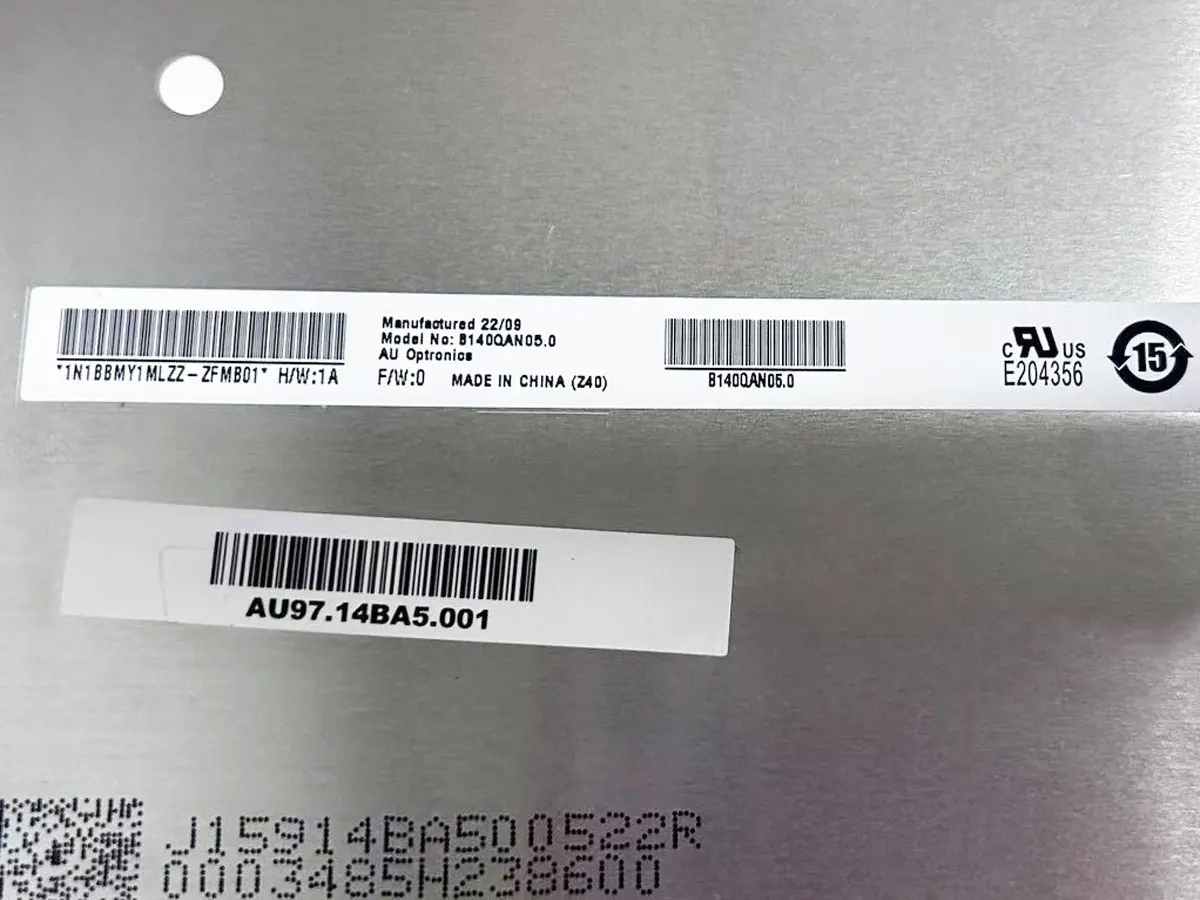 Manufactured 22/09
Model No: B140QAN05.0
AU Optronics
*1N1BBMY1MLZZ-ZFMB01* H/W:1A F/W:0 MADE IN CHINA (Z40)
B140QAN05.0
c RU US
E204356
15
AU97.14BA5.001
J15914BA500522R
0003485H238600